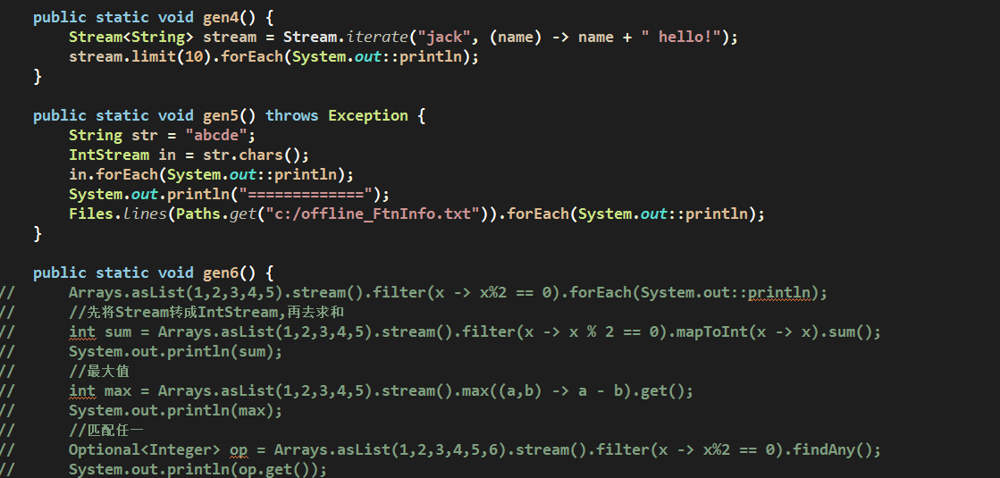 public static void gen4() {
Stream<String> stream = Stream.iterate("jack", (name) -> name + " hello!");
stream.limit(10).forEach(System.out::println);
}
public static void gen5() throws Exception {
String str = "abcde";
IntStream in = str.chars();
in.forEach(System.out::println);
System.out.println("=============");
Files.lines(Paths.get("c:/offline_FtnInfo.txt")).forEach(System.out::println);
}
public static void gen6() {
// Arrays.asList(1,2,3,4,5).stream().filter(x -> x%2 == 0).forEach(System.out::println);
// //先将Stream转成IntStream,再去求和
// int sum = Arrays.asList(1,2,3,4,5).stream().filter(x -> x % 2 == 0).mapToInt(x -> x).sum();
// System.out.println(sum);
// //最大值
// int max = Arrays.asList(1,2,3,4,5).stream().max((a,b) -> a - b).get();
// System.out.println(max);
// //匹配任一
// Optional<Integer> op = Arrays.asList(1,2,3,4,5,6).stream().filter(x -> x%2 == 0).findAny();
// System.out.println(op.get());